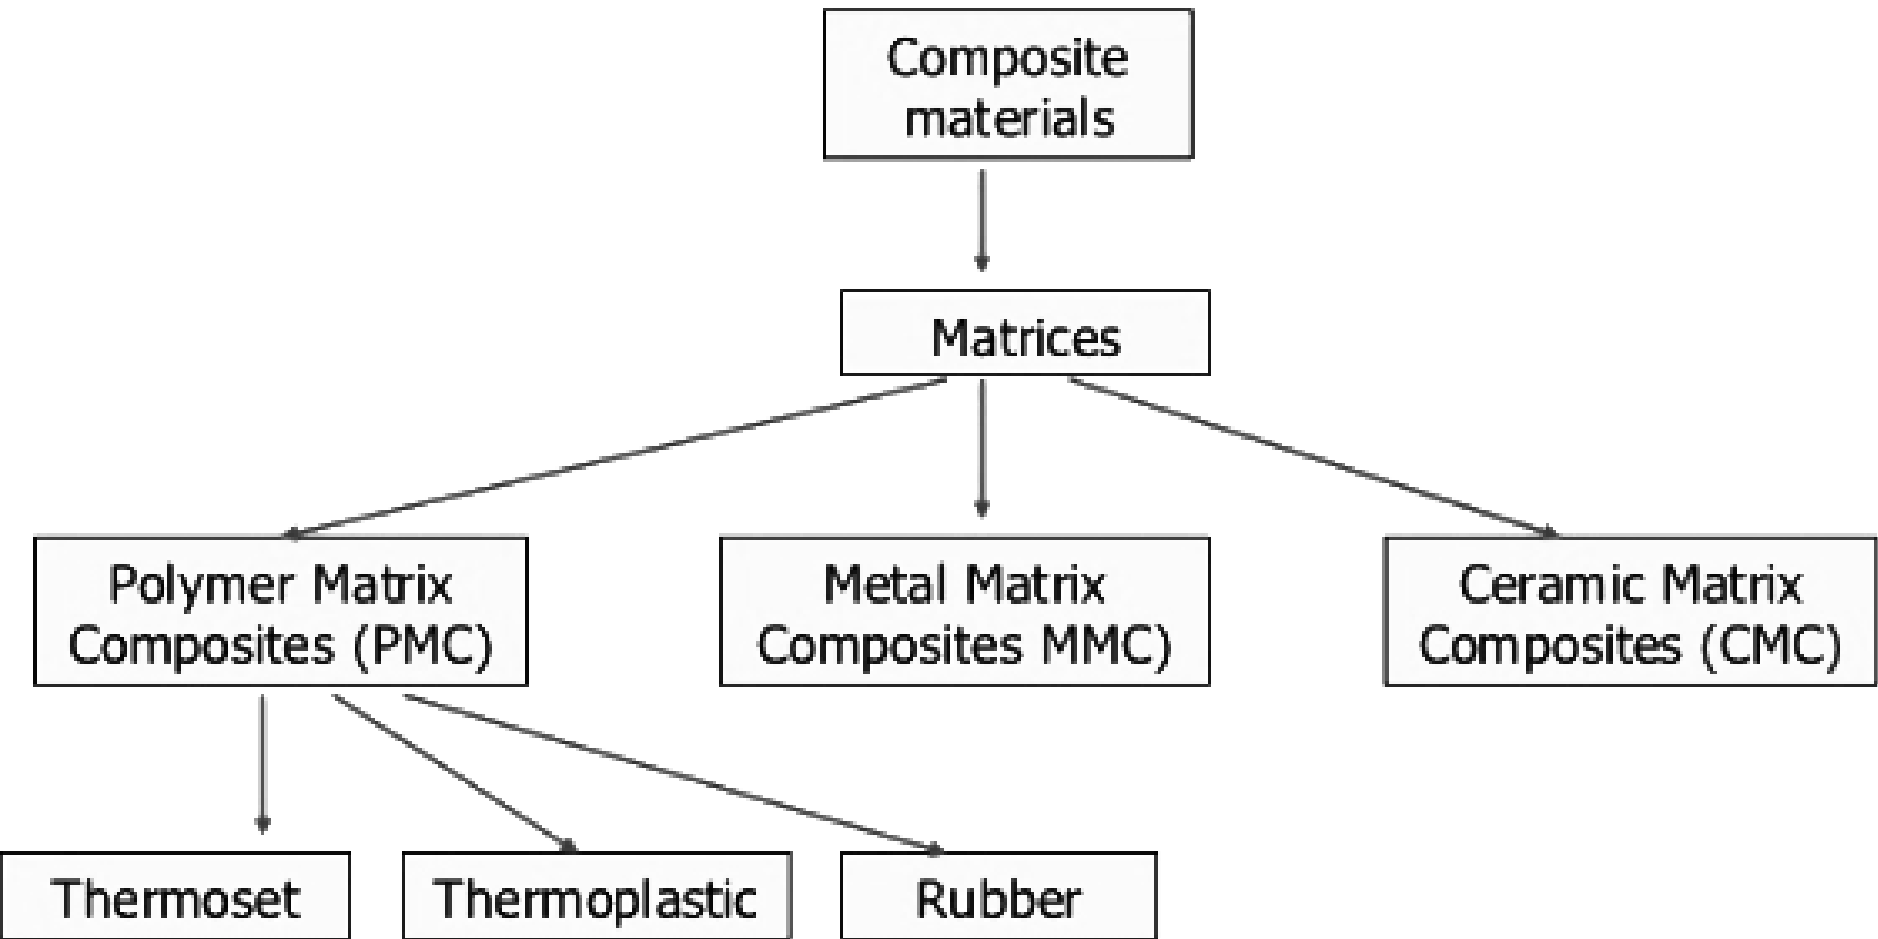 Composite
materials
Matrices
Polymer Matrix
Composites (PMC)
Metal Matrix
Composites MMC)
Ceramic Matrix
Composites (CMC)
Thermoset
Thermoplastic
Rubber